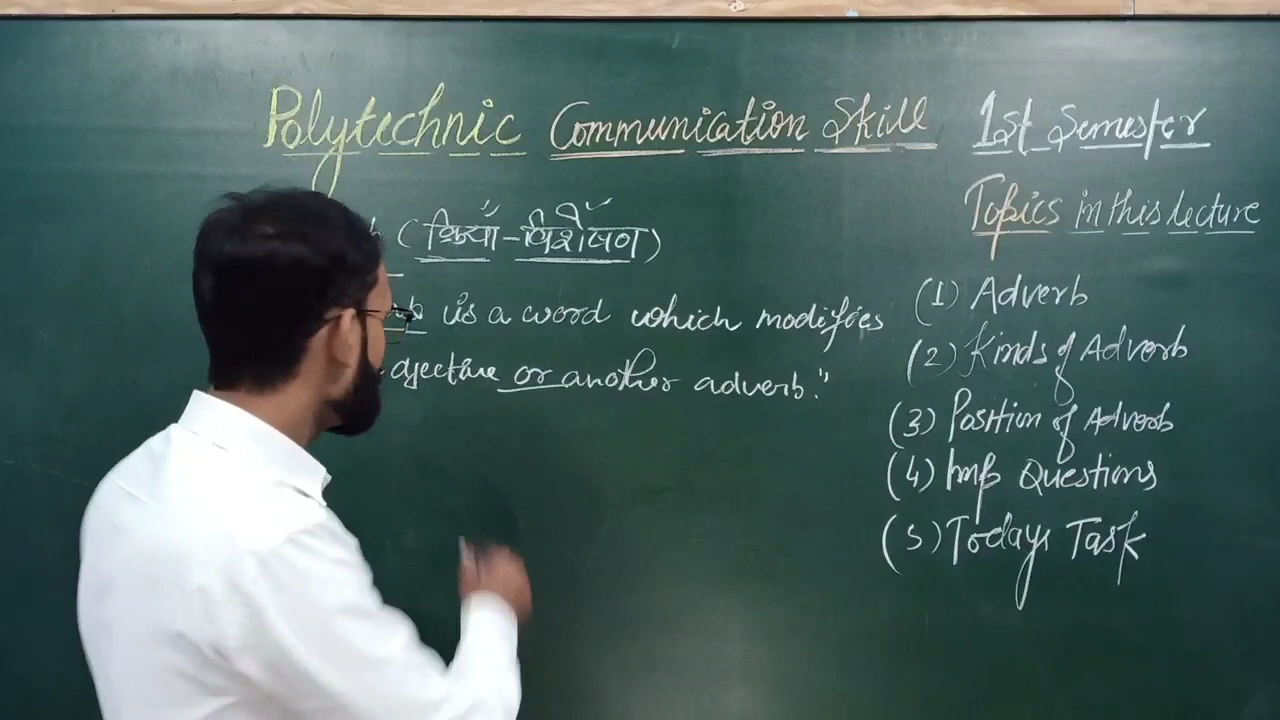 Polytechnic Communication Skill 1st Semester
(क्रिया-विशेषण)
is a word which modifies
adjective or another adverb."
Topics in this lecture
(1) Adverb
(2) Kinds of Adverb
(3) Position of Adverb
(4) Imp Questions
(5) Todays Task